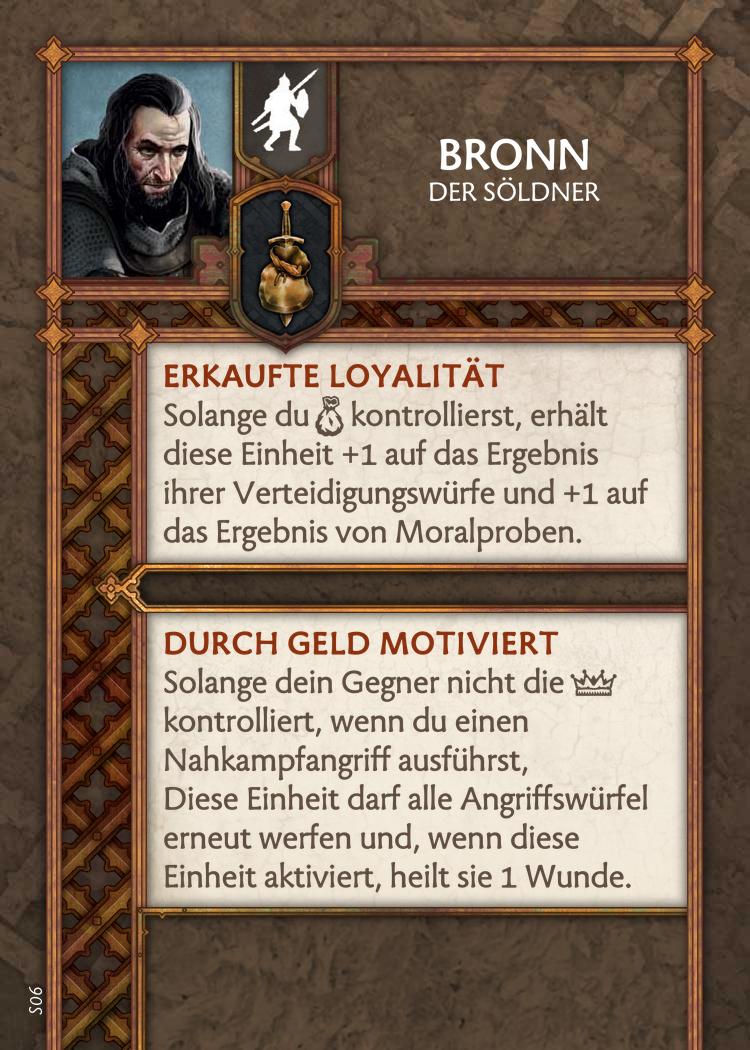 BRONN
DER SÖLDNER
ERKAUFTE LOYALITÄT
Solange du kontrollierst, erhält
diese Einheit +1 auf das Ergebnis
ihrer Verteidigungswürfe und +1 auf
das Ergebnis von Moralproben.
DURCH GELD MOTIVIERT
Solange dein Gegner nicht die
kontrolliert, wenn du einen
Nahkampfangriff ausführst,
Diese Einheit darf alle Angriffswürfel
erneut werfen und, wenn diese
Einheit aktiviert, heilt sie 1 Wunde.
S06